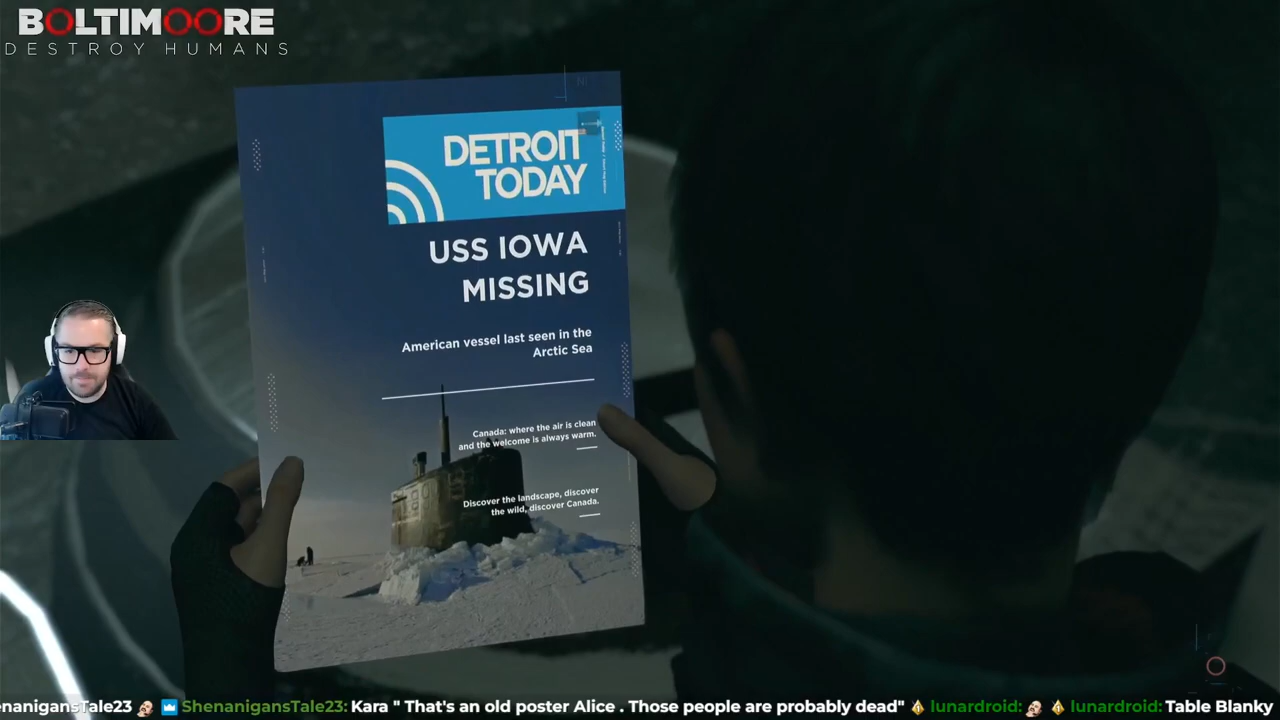 BOLTIMOORE
DESTROY HUMANS
DETROIT
TODAY
USS IOWA
MISSING
American vessel last seen in the
Arctic Sea
Canada: where the air is clean
and the welcome is always warm.
Discover the landscape, discover
the wild, discover Canada.
enanigansTale23 ShenanigansTale23: Kara " That's an old poster Alice . Those people are probably dead" lunardroid: lunardroid: Table Blanky